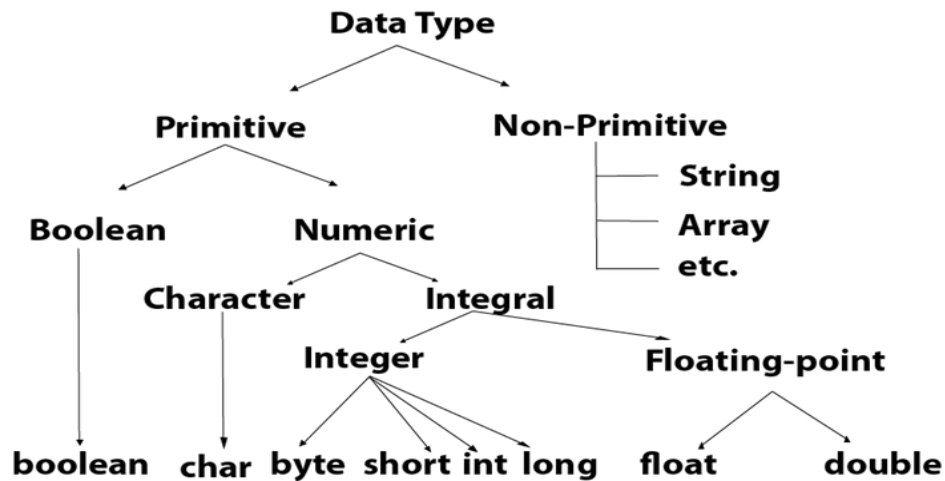 Data Type
Primitive
Non-Primitive
String
Array
etc.
Boolean
Numeric
Character
Integral
Integer
Floating-point
boolean
char
byte
short
int
long
float
double